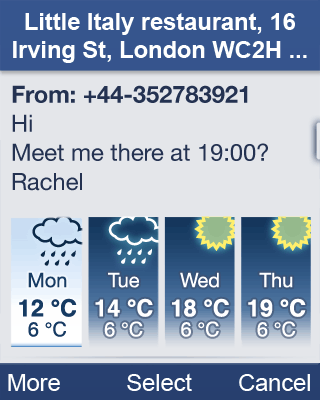 Little Italy restaurant, 16
Irving St, London WC2H ...
From: +44-352783921
Hi
Meet me there at 19:00?
Rachel
Mon Tue Wed Thu
12 °C 14 °C 18 °C 19 °C
6 °C 6 °C 6 °C 6 °C
More Select Cancel